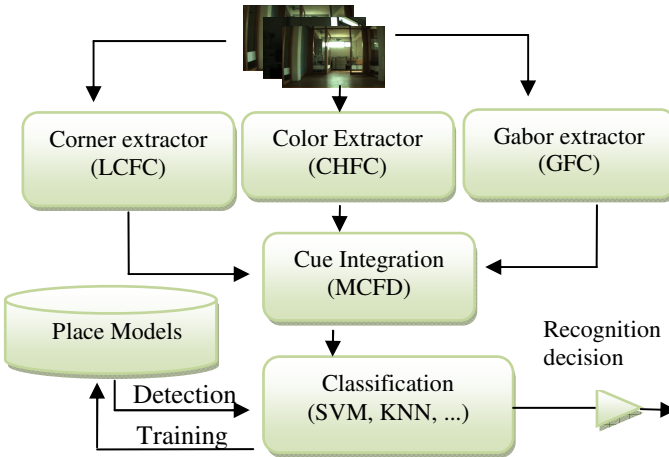 Corner extractor
(LCFC)
Color Extractor
(CHFC)
Gabor extractor
(GFC)
Cue Integration
(MCFD)
Place Models
Recognition
decision
Detection
Training
Classification
(SVM, KNN, ...)